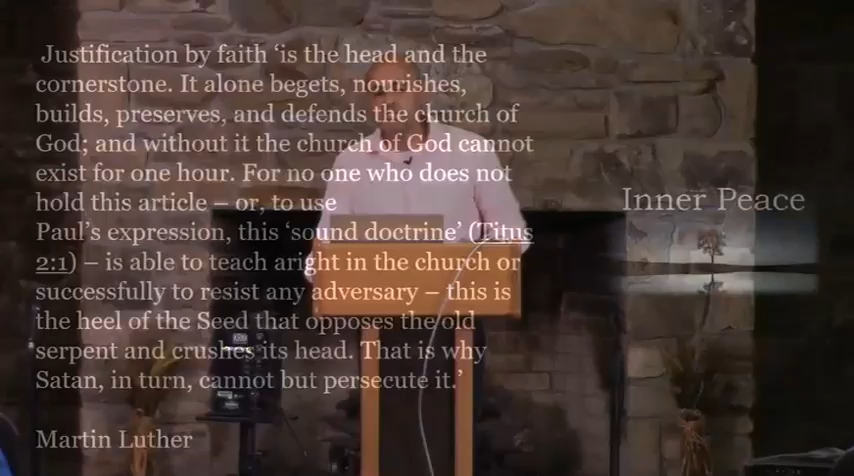 Justification by faith ‘is the head and the
cornerstone. It alone begets, nourishes,
builds, preserves, and defends the church of
God; and without it the church of God cannot
exist for one hour. For no one who does not
hold this article – or, to use
Paul’s expression, this ‘sound doctrine’ (Titus
2:1) – is able to teach aright in the church or
successfully to resist any adversary – this is
the heel of the Seed that opposes the old
serpent and crushes its head. That is why
Satan, in turn, cannot but persecute it.’
Martin Luther
Inner Peace